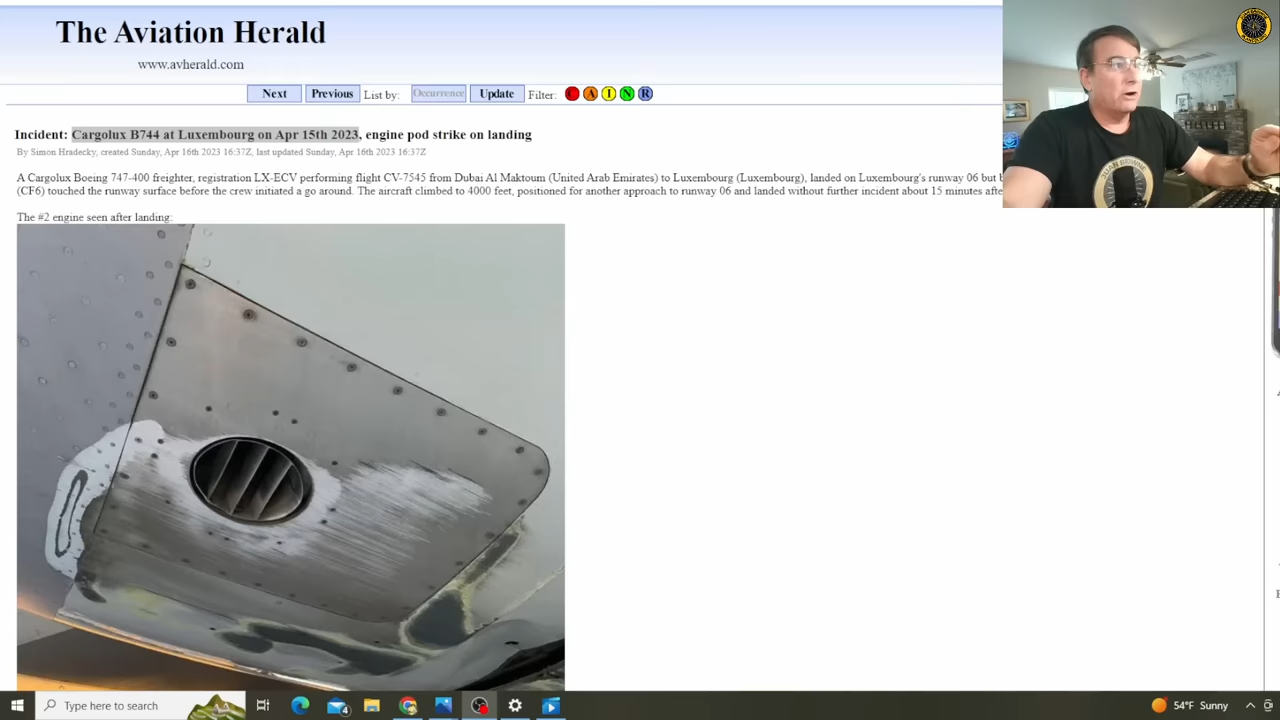 The Aviation Herald
www.avherald.com
Next Previous List by: Occurrence Update Filter: C A I N R
Incident: Cargolux B744 at Luxembourg on Apr 15th 2023, engine pod strike on landing
By Simon Hradecky, created Sunday, Apr 16th 2023 16:37Z, last updated Sunday, Apr 16th 2023 16:37Z
A Cargolux Boeing 747-400 freighter, registration LX-ECV performing flight CV-7545 from Dubai Al Maktoum (United Arab Emirates) to Luxembourg (Luxembourg), landed on Luxembourg's runway 06 but
(CF6) touched the runway surface before the crew initiated a go around. The aircraft climbed to 4000 feet, positioned for another approach to runway 06 and landed without further incident about 15 minutes
The #2 engine seen after landing:
Type here to search
4
54°F Sunny